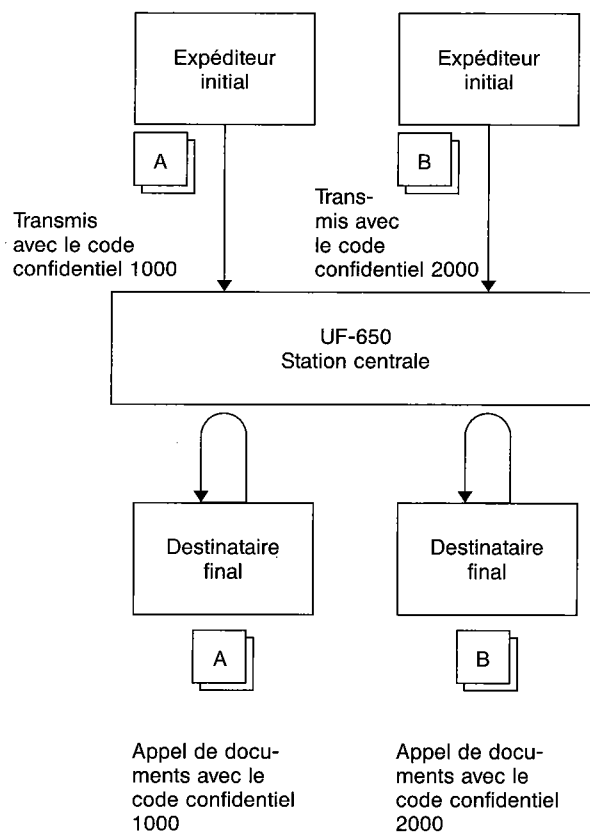 Expéditeur
initial
Expéditeur
initial
A
B
Transmis
avec le code
confidentiel 1000
Trans-
mis avec
le code
confidentiel 2000
UF-650
Station centrale
Destinataire
final
Destinataire
final
A
B
Appel de docu-
ments avec le
code confidentiel
1000
Appel de docu-
ments avec le
code confidentiel
2000